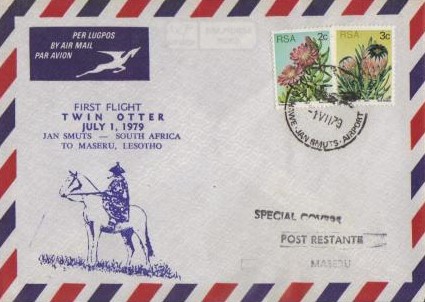 PER LUGPOS
BY AIR MAIL
PAR AVION
RSA 2c
RSA 3c
JAN SMUTS AIRPORT
-1 VII 79
FIRST FLIGHT
TWIN OTTER
JULY 1, 1979
JAN SMUTS — SOUTH AFRICA
TO MASERU, LESOTHO
SPECIAL COVERS
POST RESTANTE
MASERU